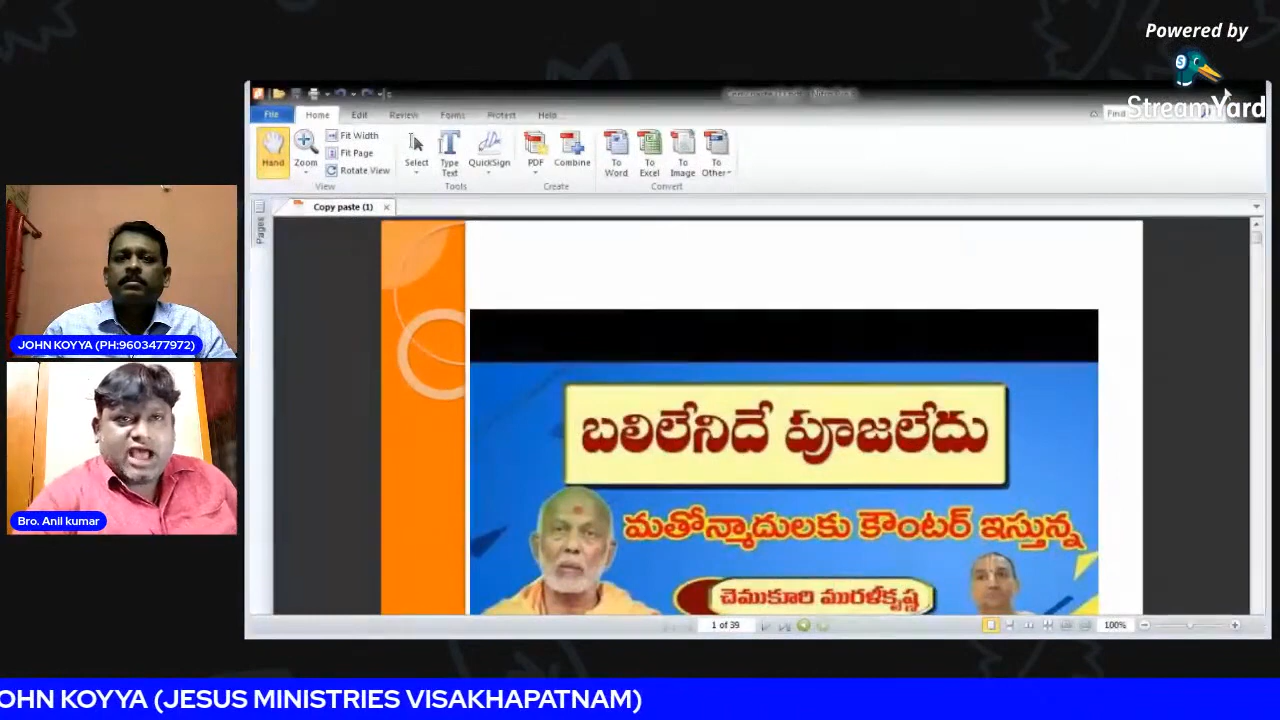 Powered by
StreamYard
File Home Edit Review Forms Protect Help
Find
Hand
Zoom
Fit Width
Fit Page
Rotate View
View
Select
Type Text
QuickSign
Tools
PDF
Combine
Create
To Word
To Excel
To Image
To Other
Convert
Pages
Copy paste (1)
బలిలేనిదే పూజలేదు
మతోన్మాదులకు కౌంటర్ ఇస్తున్న
చెముకూరి మురళీకృష్ణ
JOHN KOYYA (PH:9603477972)
Bro. Anil kumar
1 of 39
100%
OHN KOYYA (JESUS MINISTRIES VISAKHAPATNAM)